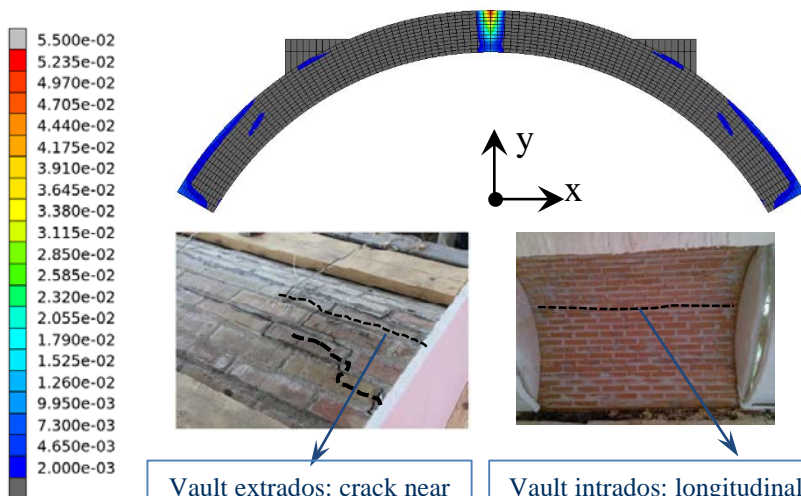 5.500e-02
5.235e-02
4.970e-02
4.705e-02
4.440e-02
4.175e-02
3.910e-02
3.645e-02
3.380e-02
3.115e-02
2.850e-02
2.585e-02
2.320e-02
2.055e-02
1.790e-02
1.525e-02
1.260e-02
9.950e-03
7.300e-03
4.650e-03
2.000e-03
y
x
Vault extrados: crack near
Vault intrados: longitudinal